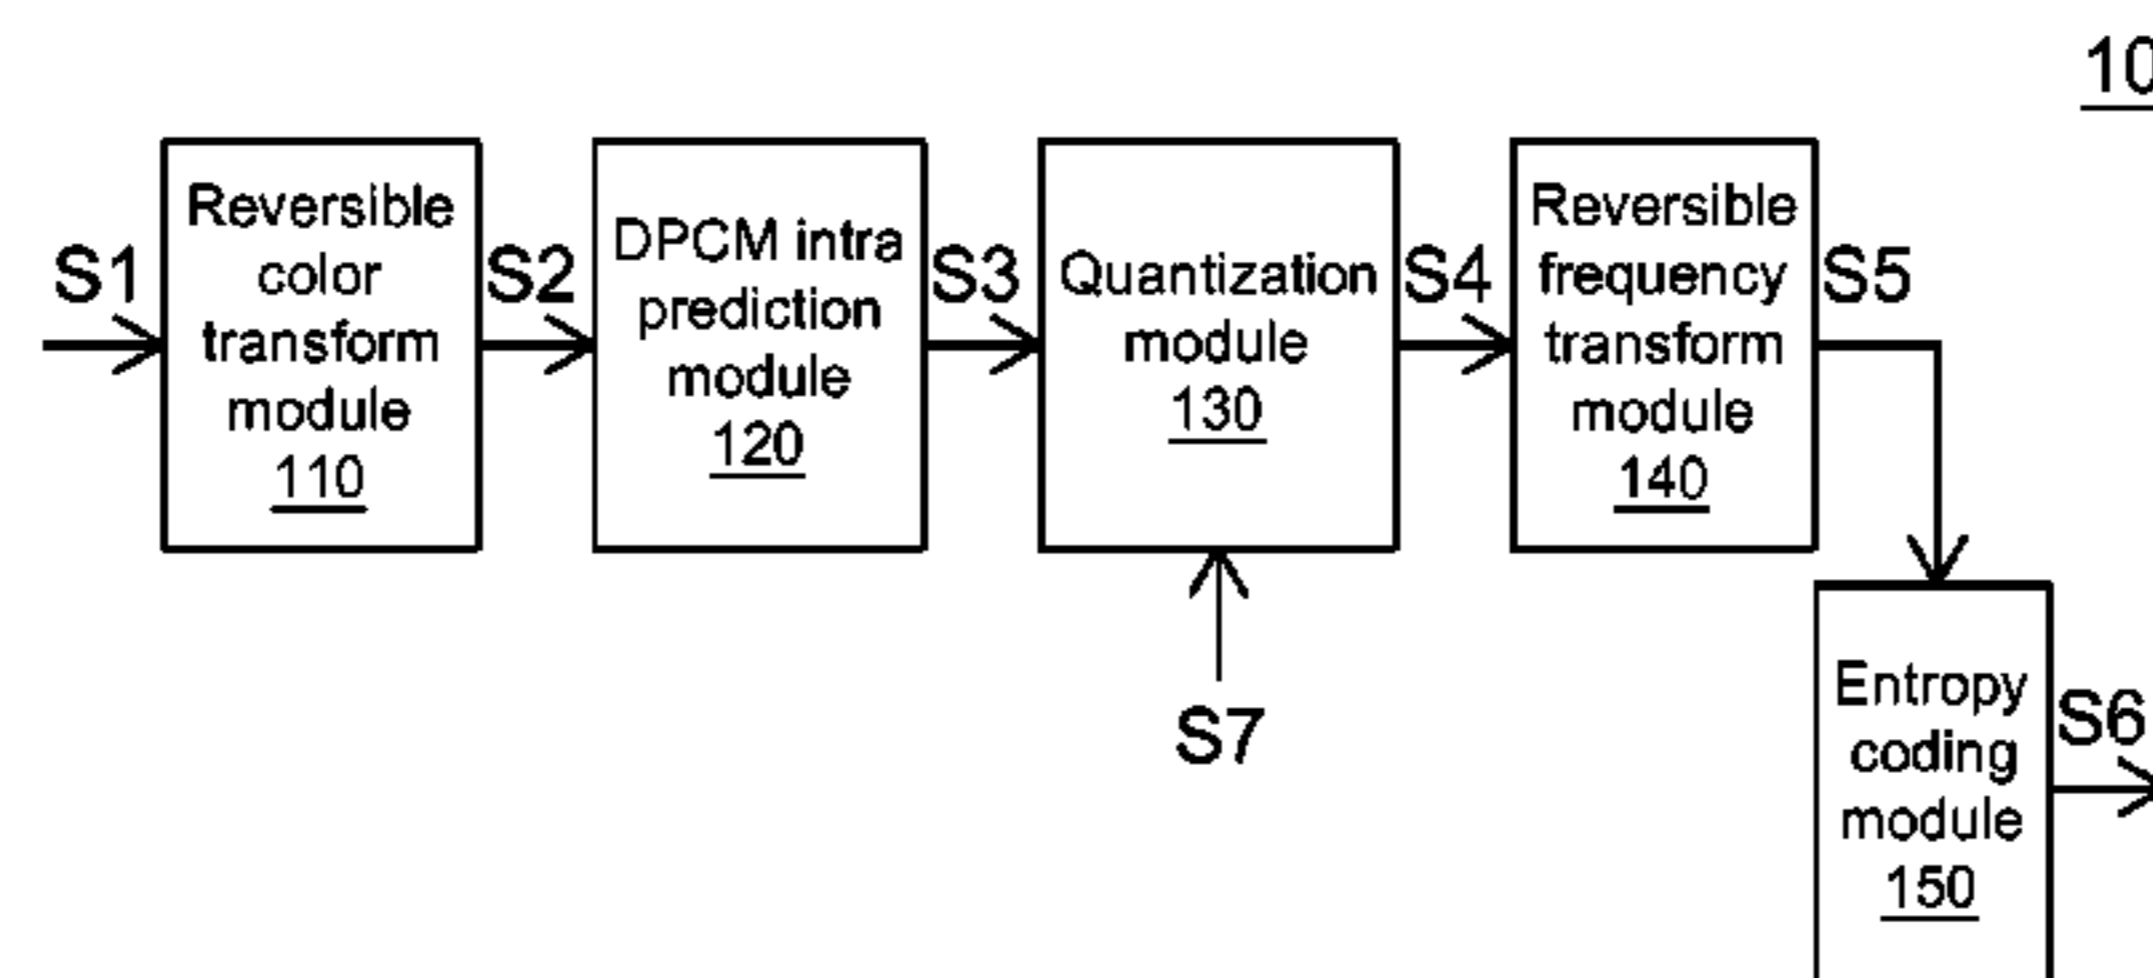 10
S1
Reversible
color
transform
module
110
S2
DPCM intra
prediction
module
120
S3
Quantization
module
130
S4
Reversible
frequency
transform
module
140
S5
S7
Entropy
coding
module
150
S6